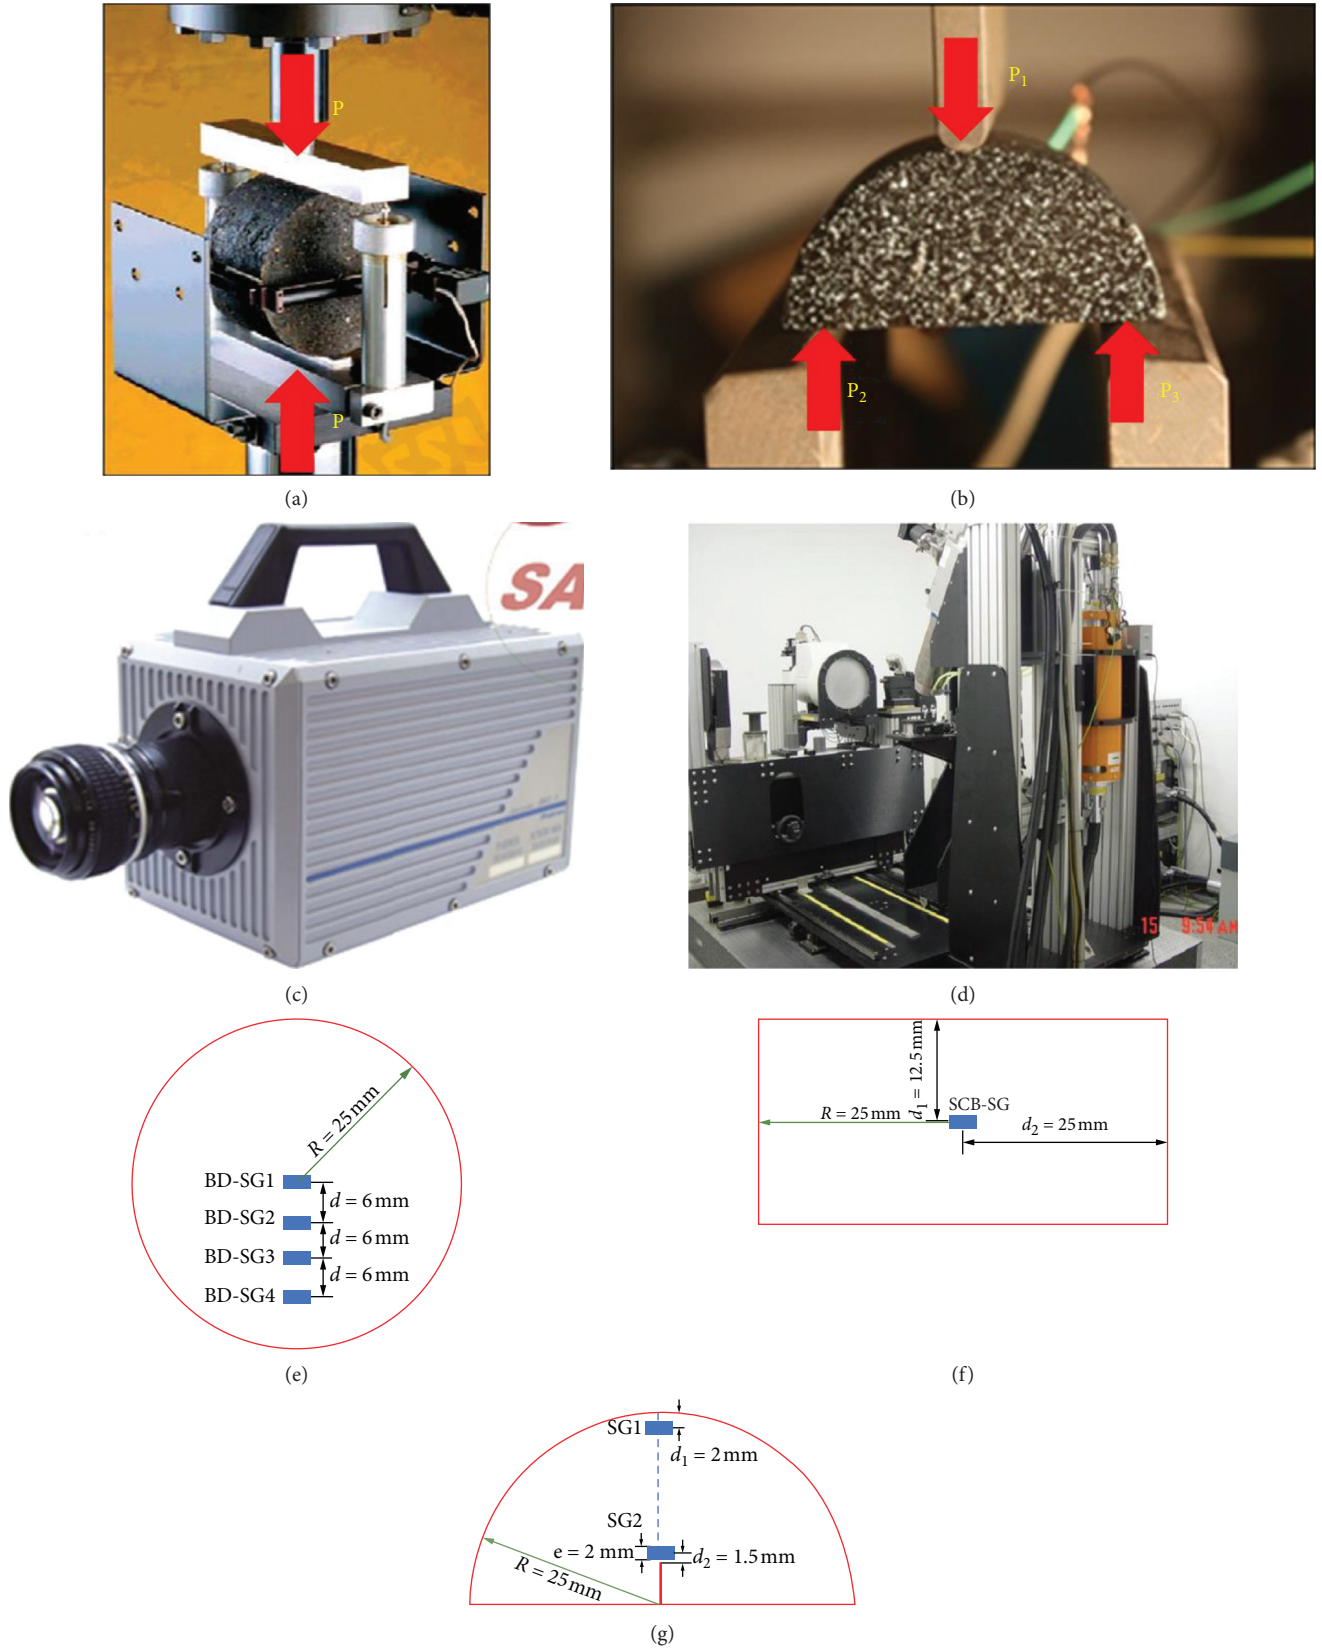 P
P
P₁
P₂
P₃
(a)
(b)
SA
15 9:54 AM
(c)
(d)
R = 25 mm
BD-SG1
BD-SG2
BD-SG3
BD-SG4
d = 6 mm
d = 6 mm
d = 6 mm
d₁ = 12.5 mm
SCB-SG
R = 25 mm
d₂ = 25 mm
(e)
(f)
SG1
d₁ = 2 mm
SG2
e = 2 mm
d₂ = 1.5 mm
R = 25 mm
(g)